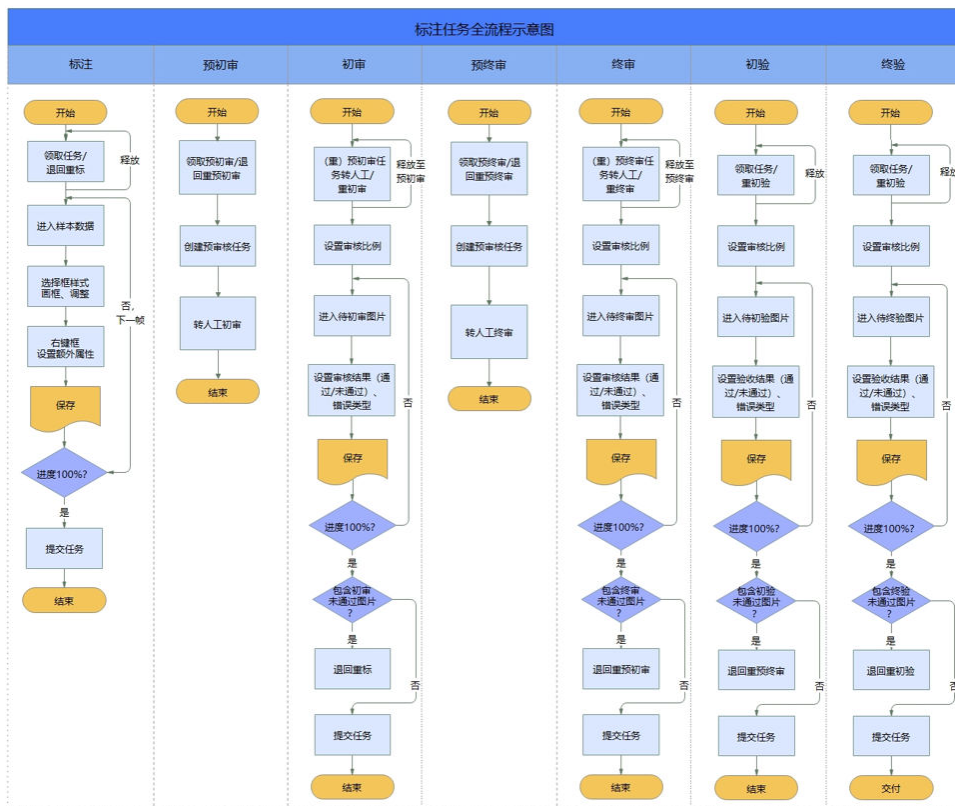 标注任务全流程示意图
标注
预初审
初审
预终审
终审
初验
终验
开始
领取任务/
退回重标
释放
进入样本数据
选择框样式
画框、调整
否，
下一帧
右键框
设置额外属性
保存
进度100%?
是
提交任务
结束
开始
领取预初审/退
回重预初审
创建预审核任务
转人工初审
结束
开始
（重）预初审任
务转人工/
重初审
释放至
预初审
设置审核比例
进入待初审图片
设置审核结果（通
过/未通过）、
错误类型
否
保存
进度100%?
是
包含初审
未通过图片
?
是
退回重标
否
提交任务
结束
开始
领取预终审/退
回重预终审
创建预审核任务
转人工终审
结束
开始
（重）预终审任
务转人工/
重终审
释放至
预终审
设置审核比例
进入待终审图片
设置审核结果（通
过/未通过）、
错误类型
否
保存
进度100%?
是
包含终审
未通过图片
?
是
退回重预初审
否
提交任务
结束
开始
领取任务/
重初验
释放
设置审核比例
进入待初验图片
设置验收结果（通
过/未通过）、
错误类型
否
保存
进度100%?
是
包含初验
未通过图片
?
是
退回重预终审
否
提交任务
结束
开始
领取任务/
重终验
释放
设置审核比例
进入待终验图片
设置验收结果（通
过/未通过）、
错误类型
否
保存
进度100%?
是
包含终验
未通过图片
?
是
退回重初验
否
提交任务
交付